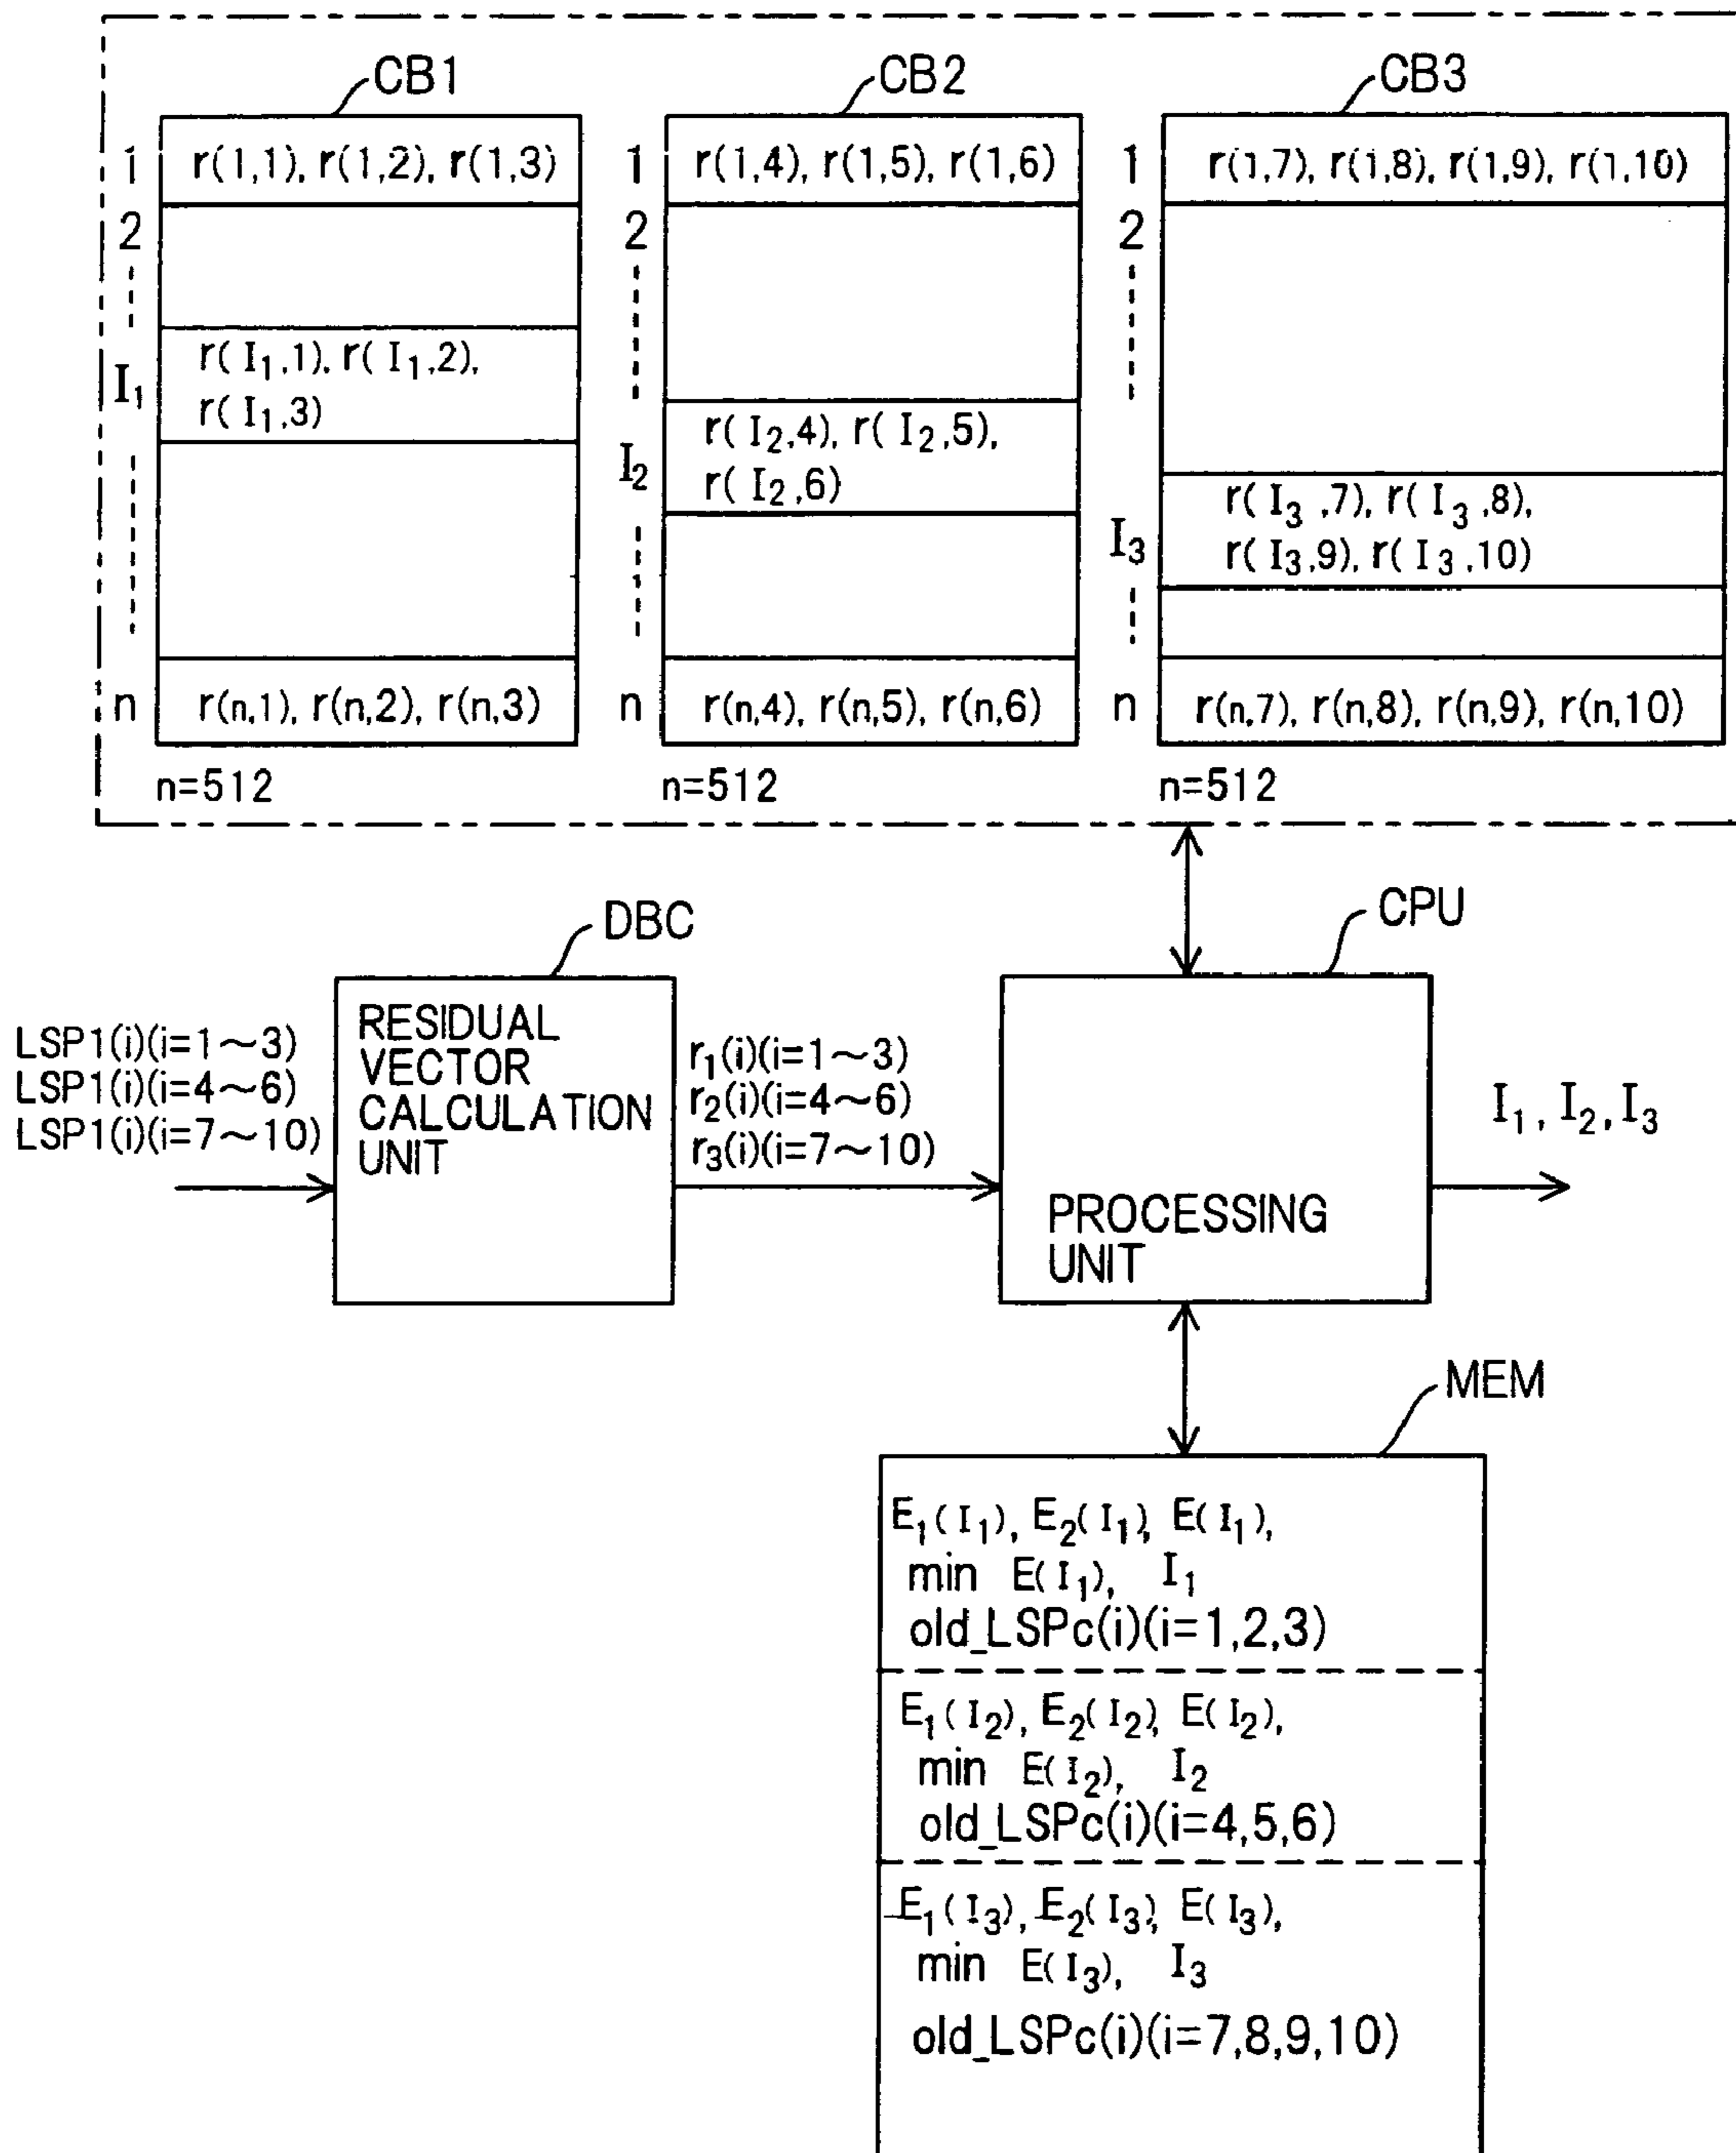 CB1
CB2
CB3
1 r(1,1), r(1,2), r(1,3)
2
I₁ r(I₁,1), r(I₁,2),
r(I₁,3)
n r(n,1), r(n,2), r(n,3)
n=512
1 r(1,4), r(1,5), r(1,6)
2
I₂ r(I₂,4), r(I₂,5),
r(I₂,6)
n r(n,4), r(n,5), r(n,6)
n=512
1 r(1,7), r(1,8), r(1,9), r(1,10)
2
I₃ r(I₃,7), r(I₃,8),
r(I₃,9), r(I₃,10)
n r(n,7), r(n,8), r(n,9), r(n,10)
n=512
DBC
CPU
LSP1(i)(i=1~3)
LSP1(i)(i=4~6)
LSP1(i)(i=7~10)
RESIDUAL
VECTOR
CALCULATION
UNIT
r₁(i)(i=1~3)
r₂(i)(i=4~6)
r₃(i)(i=7~10)
PROCESSING
UNIT
I₁, I₂, I₃
MEM
E₁(I₁), E₂(I₁), E(I₁),
min E(I₁), I₁
old_LSPc(i)(i=1,2,3)
E₁(I₂), E₂(I₂), E(I₂),
min E(I₂), I₂
old_LSPc(i)(i=4,5,6)
E₁(I₃), E₂(I₃), E(I₃),
min E(I₃), I₃
old_LSPc(i)(i=7,8,9,10)